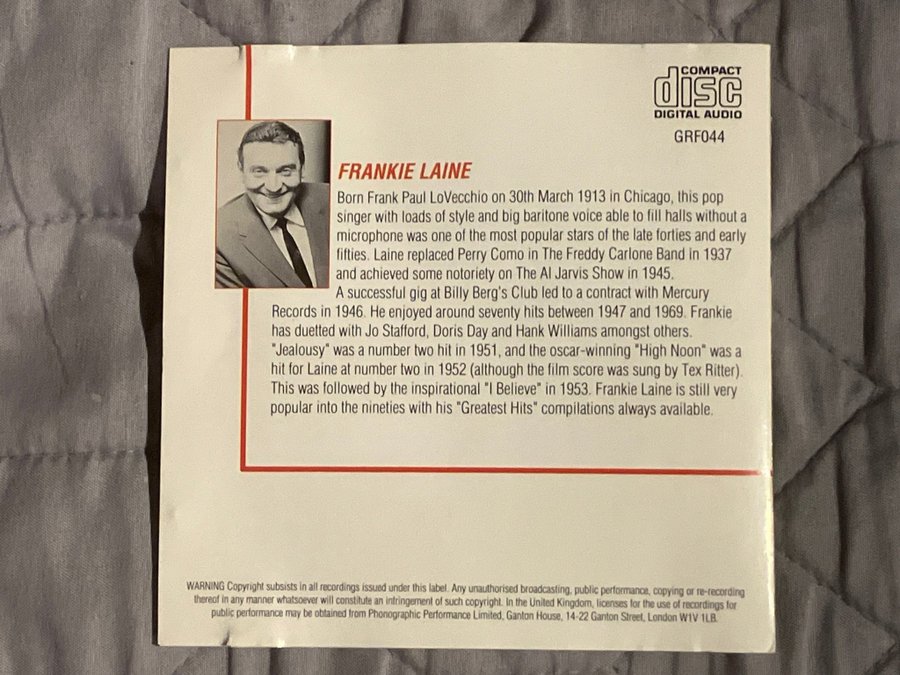 COMPACT
disc
DIGITAL AUDIO
GRF044
FRANKIE LAINE
Born Frank Paul LoVecchio on 30th March 1913 in Chicago, this pop
singer with loads of style and big baritone voice able to fill halls without a
microphone was one of the most popular stars of the late forties and early
fifties. Laine replaced Perry Como in The Freddy Carlone Band in 1937
and achieved some notoriety on The Al Jarvis Show in 1945.
A successful gig at Billy Berg's Club led to a contract with Mercury
Records in 1946. He enjoyed around seventy hits between 1947 and 1969. Frankie
has duetted with Jo Stafford, Doris Day and Hank Williams amongst others.
"Jealousy" was a number two hit in 1951, and the oscar-winning "High Noon" was a
hit for Laine at number two in 1952 (although the film score was sung by Tex Ritter).
This was followed by the inspirational "I Believe" in 1953. Frankie Laine is still very
popular into the nineties with his "Greatest Hits" compilations always available.
WARNING Copyright subsists in all recordings issued under this label. Any unauthorised broadcasting, public performance, copying or re-recording
thereof in any manner whatsoever will constitute an infringement of such copyright. In the United Kingdom, licenses for the use of recordings for
public performance may be obtained from Phonographic Performance Limited, Ganton House, 14-22 Ganton Street, London W1V 1LB.